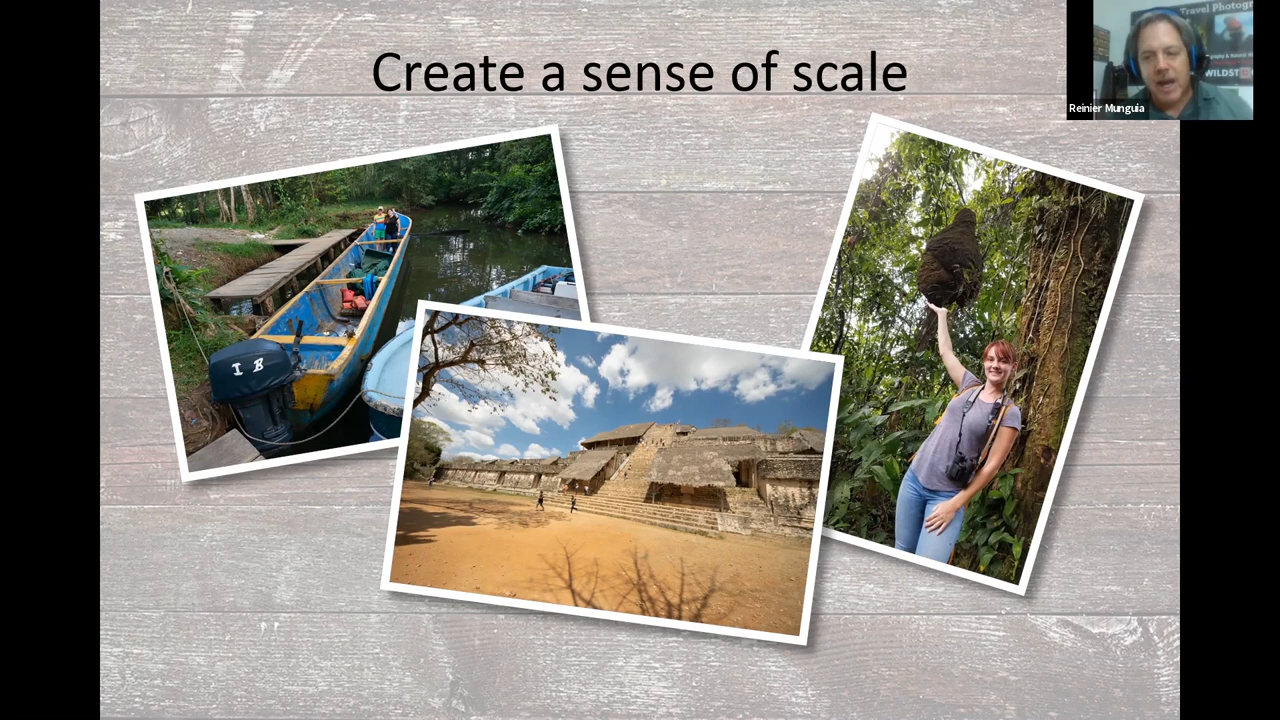 Create a sense of scale
Travel Photogr
WILDST
Reinier Munguia
I B